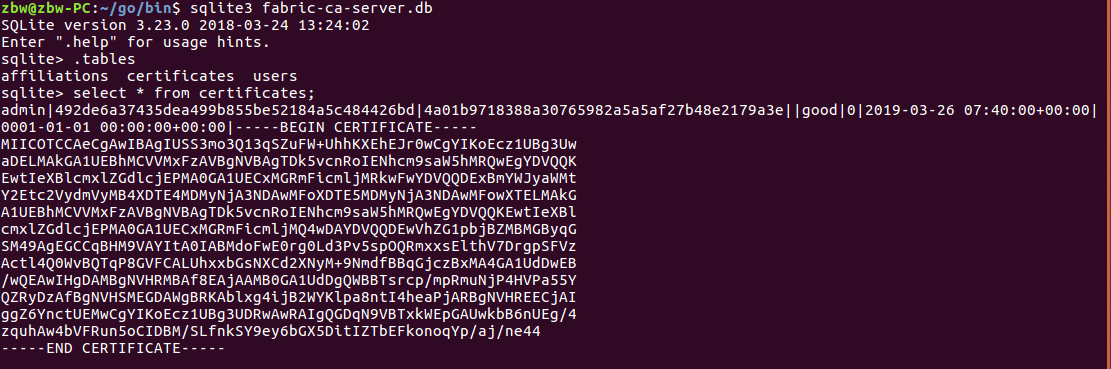 zbw@zbw-PC:~/go/bin$ sqlite3 fabric-ca-server.db
SQLite version 3.23.0 2018-03-24 13:24:02
Enter ".help" for usage hints.
sqlite> .tables
affiliations  certificates  users
sqlite> select * from certificates;
admin|492de6a37435dea499b855be52184a5c484426bd|4a01b9718388a30765982a5a5af27b48e2179a3e||good|0|2019-03-26 07:40:00+00:00|
0001-01-01 00:00:00+00:00|-----BEGIN CERTIFICATE-----
MIICOTCCAeCgAwIBAgIUSS3mo3Q13qSZuFW+UhhKXEhEJr0wCgYIKoEcz1UBg3Uw
aDELMAkGA1UEBhMCVVMxFzAVBgNVBAgTDk5vcnRoIENhcm9saW5hMRQwEgYDVQQK
EwtIeXBlcmxlZGdlcjEPMA0GA1UECxMGRmFicmljMRkwFwYDVQQDExBmYWJyaWMt
Y2Etc2VydmVyMB4XDTE4MDMyNjA3NDAwMFoXDTE5MDMyNjA3NDAwMFowXTELMAkG
A1UEBhMCVVMxFzAVBgNVBAgTDk5vcnRoIENhcm9saW5hMRQwEgYDVQQKEwtIeXBl
cmxlZGdlcjEPMA0GA1UECxMGRmFicmljMQ4wDAYDVQQDEwVhZG1pbjBZMBMGByqG
SM49AgEGCCqBHM9VAYItA0IABMdoFwE0rg0Ld3Pv5spOQRmxxsElthV7DrgpSFVz
Actl4Q0WvBQTqP8GVFCALUhxxbGsNXCd2XNyM+9NmdfBBqGjczBxMA4GA1UdDwEB
/wQEAwIHgDAMBgNVHRMBAf8EAjAAMB0GA1UdDgQWBBTsrcp/mpRmuNjP4HVPa55Y
QZRyDzAfBgNVHSMEGDAWgBRKAblxg4ijB2WYKlpa8ntI4heaPjARBgNVHREECjAI
ggZ6YnctUEMwCgYIKoEcz1UBg3UDRwAwRAIgQGDqN9VBTxkWEpGAUwkbB6nUEg/4
zquhAw4bVFRun5oCIDBM/SLfnkSY9ey6bGX5DitIZTbEFkonoqYp/aj/ne44
-----END CERTIFICATE-----